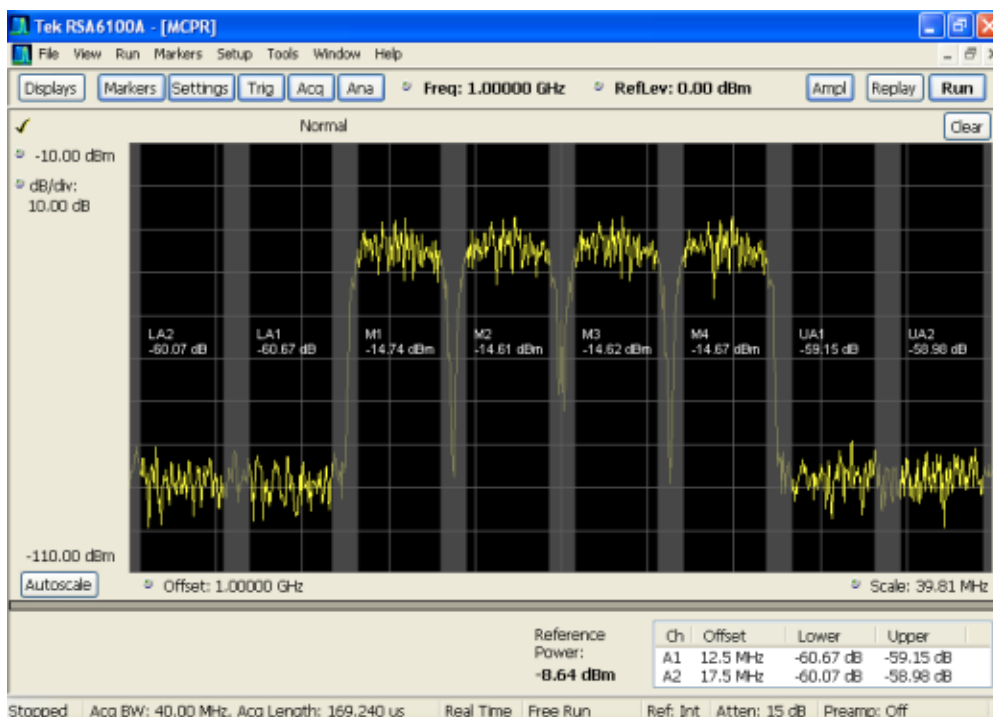 Tek RSA6100A - [MCPR]
File View Run Markers Setup Tools Window Help
Displays Markers Settings Trig Acq Ana Freq: 1.00000 GHz RefLev: 0.00 dBm Ampl Replay Run
Normal Clear
-10.00 dBm
dB/div:
10.00 dB
LA2 LA1 M1 M2 M3 M4 UA1 UA2
-60.07 dB -60.67 dB -14.74 dBm -14.61 dBm -14.62 dBm -14.67 dBm -59.15 dB -58.98 dB
-110.00 dBm
Autoscale Offset: 1.00000 GHz Scale: 39.81 MHz
Reference
Power:
-8.64 dBm
Ch Offset Lower Upper
A1 12.5 MHz -60.67 dB -59.15 dB
A2 17.5 MHz -60.07 dB -58.98 dB
Stopped Acq BW: 40.00 MHz, Acq Length: 169.240 us Real Time Free Run Ref: Int Atten: 15 dB Preamp: Off